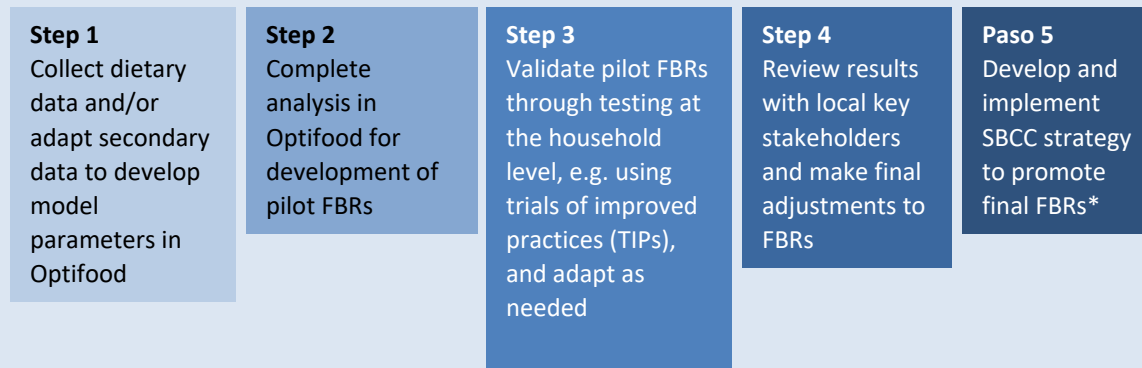 Step 1
Collect dietary
data and/or
adapt secondary
data to develop
model
parameters in
Optifood
Step 2
Complete
analysis in
Optifood for
development of
pilot FBRs
Step 3
Validate pilot FBRs
through testing at
the household
level, e.g. using
trials of improved
practices (TIPs),
and adapt as
needed
Step 4
Review results
with local key
stakeholders
and make final
adjustments to
FBRs
Paso 5
Develop and
implement
SBCC strategy
to promote
final FBRs*